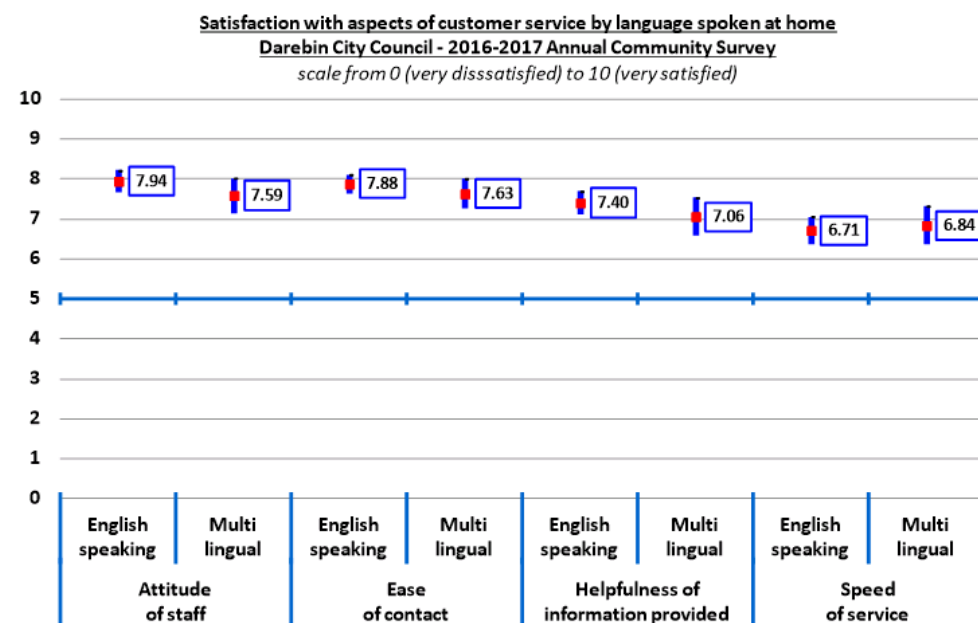 Satisfaction with aspects of customer service by language spoken at home
Darebin City Council - 2016-2017 Annual Community Survey
scale from 0 (very disssatisfied) to 10 (very satisfied)
10
9
8
7
6
5
4
3
2
1
0
7.94
7.59
7.88
7.63
7.40
7.06
6.71
6.84
English speaking
Multi lingual
English speaking
Multi lingual
English speaking
Multi lingual
English speaking
Multi lingual
Attitude of staff
Ease of contact
Helpfulness of information provided
Speed of service